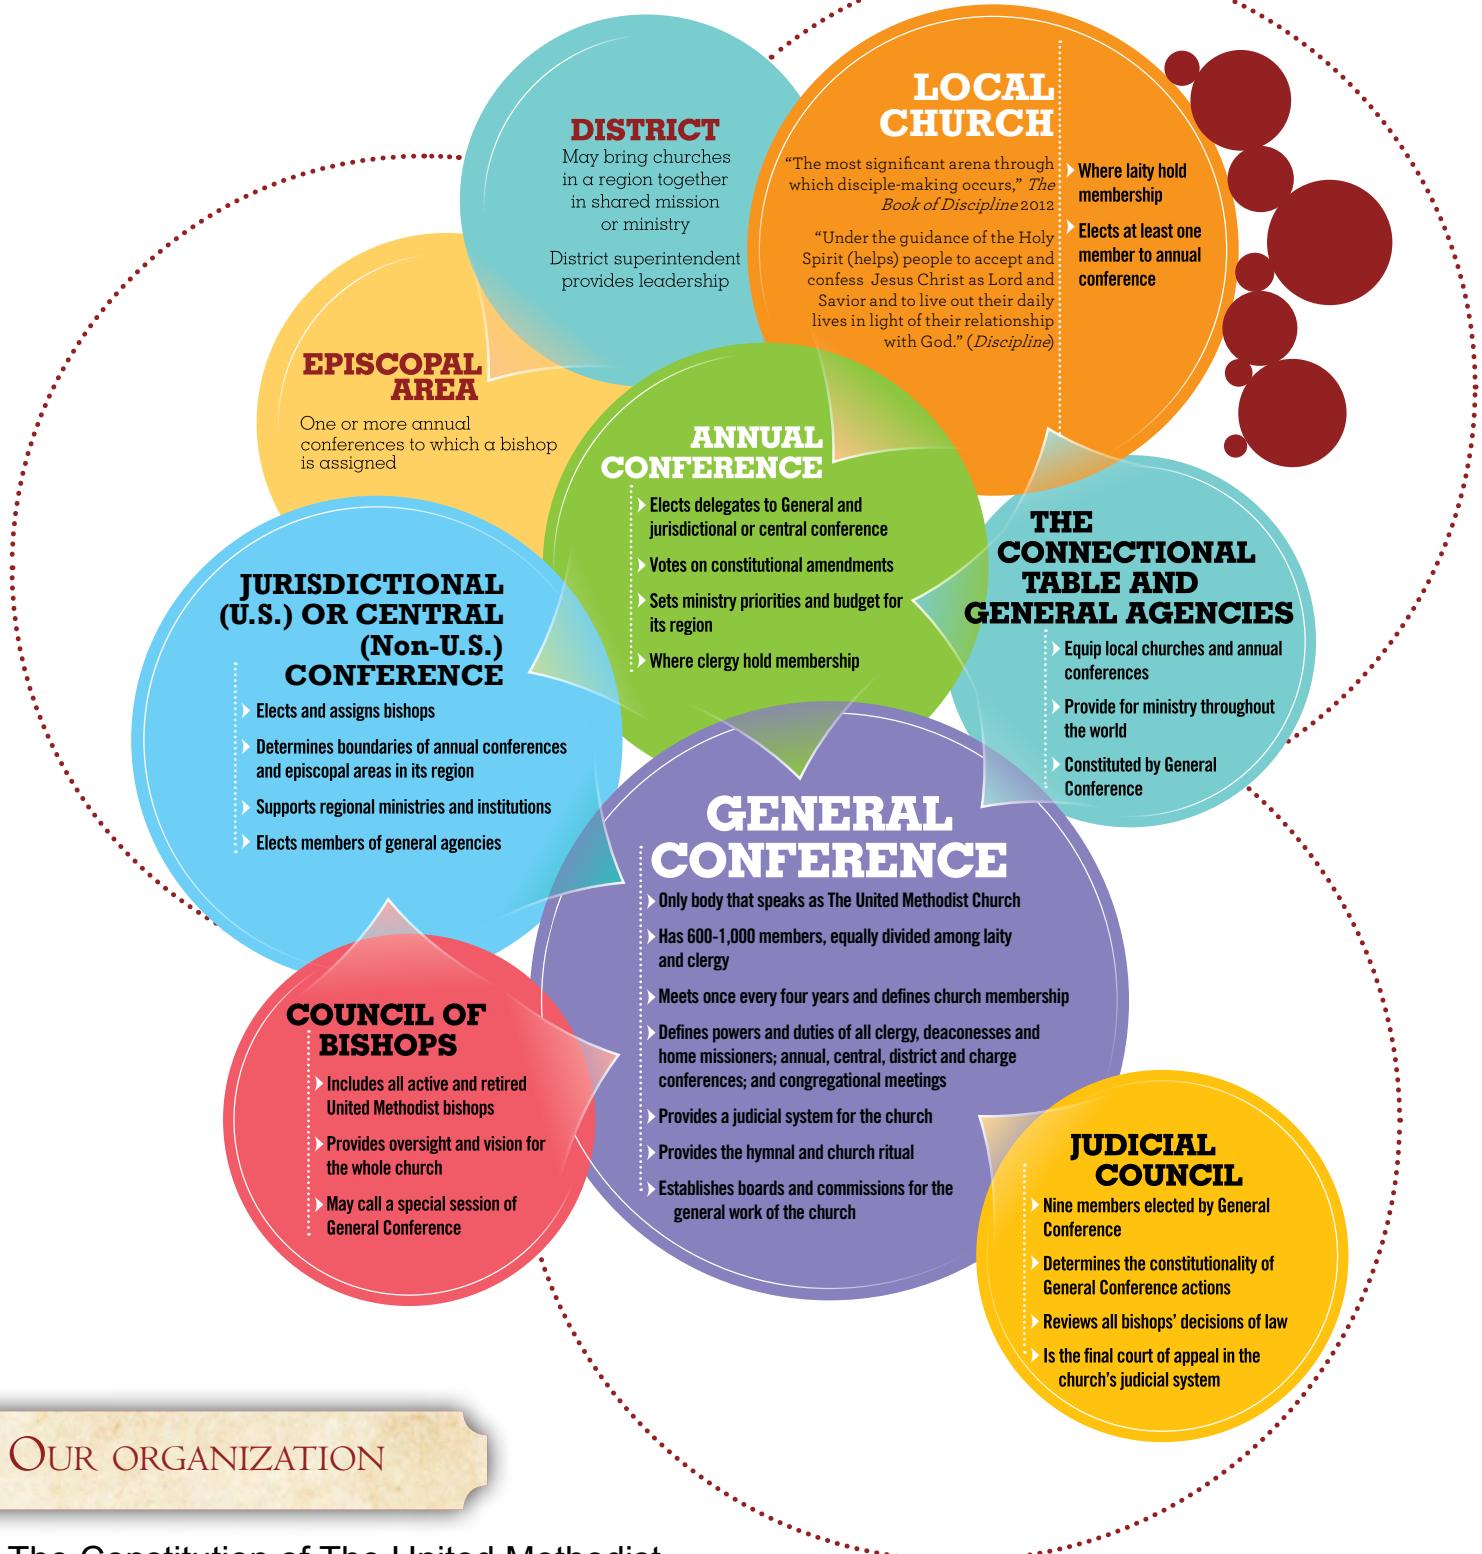 DISTRICT
May bring churches
in a region together
in shared mission
or ministry
District superintendent
provides leadership
LOCAL
CHURCH
“The most significant arena through
which disciple-making occurs,” The
Book of Discipline 2012
“Under the guidance of the Holy
Spirit (helps) people to accept and
confess Jesus Christ as Lord and
Savior and to live out their daily
lives in light of their relationship
with God.” (Discipline)
Where laity hold
membership
Elects at least one
member to annual
conference
EPISCOPAL
AREA
One or more annual
conferences to which a bishop
is assigned
ANNUAL
CONFERENCE
Elects delegates to General and
jurisdictional or central conference
Votes on constitutional amendments
Sets ministry priorities and budget for
its region
Where clergy hold membership
THE
CONNECTIONAL
TABLE AND
GENERAL AGENCIES
Equip local churches and annual
conferences
Provide for ministry throughout
the world
Constituted by General
Conference
JURISDICTIONAL
(U.S.) OR CENTRAL
(Non-U.S.)
CONFERENCE
Elects and assigns bishops
Determines boundaries of annual conferences
and episcopal areas in its region
Supports regional ministries and institutions
Elects members of general agencies
GENERAL
CONFERENCE
Only body that speaks as The United Methodist Church
Has 600-1,000 members, equally divided among laity
and clergy
Meets once every four years and defines church membership
Defines powers and duties of all clergy, deaconesses and
home missioners; annual, central, district and charge
conferences; and congregational meetings
Provides a judicial system for the church
Provides the hymnal and church ritual
Establishes boards and commissions for the
general work of the church
COUNCIL OF
BISHOPS
Includes all active and retired
United Methodist bishops
Provides oversight and vision for
the whole church
May call a special session of
General Conference
JUDICIAL
COUNCIL
Nine members elected by General
Conference
Determines the constitutionality of
General Conference actions
Reviews all bishops’ decisions of law
Is the final court of appeal in the
church’s judicial system
OUR ORGANIZATION
The Constitution of The United Methodist